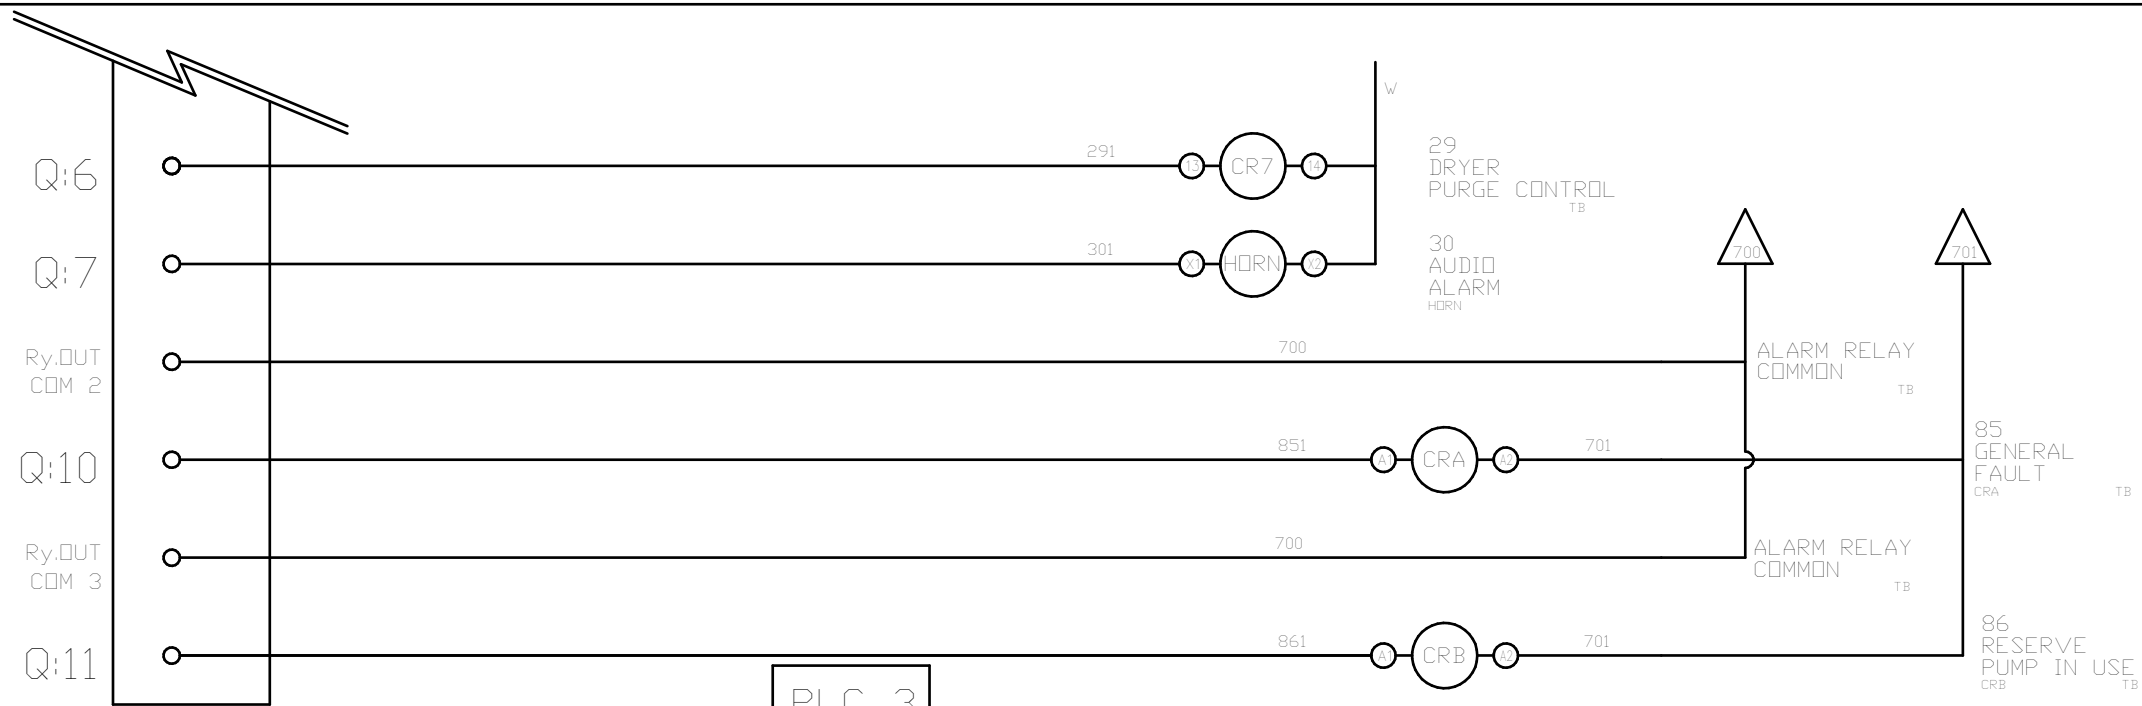 W
Q:6
291
13
CR7
14
29
DRYER
PURGE CONTROL
TB
Q:7
301
X1
HORN
X2
30
AUDIO
ALARM
HORN
700
701
Ry.OUT
COM 2
700
ALARM RELAY
COMMON
TB
Q:10
851
A1
CRA
A2
701
85
GENERAL
FAULT
CRA TB
Ry.OUT
COM 3
700
ALARM RELAY
COMMON
TB
Q:11
861
A1
CRB
A2
701
86
RESERVE
PUMP IN USE
CRB TB
PLC 3